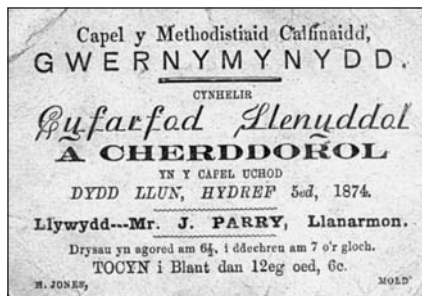 Capel y Methodistiaid Calfinaidd,
GWERNYMYNYDD.
CYNHELIR
Cyfarfod Llenyddol
A CHERDDOROL
YN Y CAPEL UCHOD
DYDD LLUN, HYDREF 5ed, 1874.
Llywydd---Mr. J. PARRY, Llanarmon.
Drysau yn agored am 6½, i ddechreu am 7 o'r gloch.
TOCYN i Blant dan 12eg oed, 6c.
H. JONES, MOLD